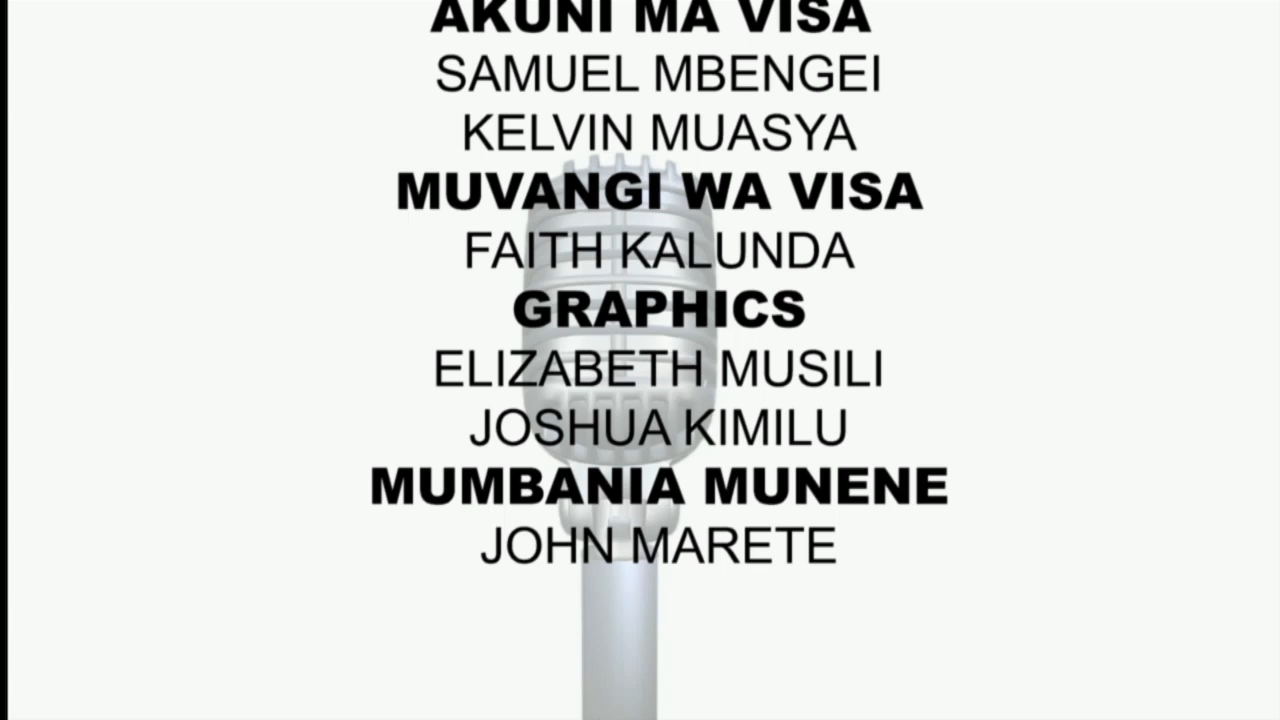 AKUNI MA VISA
SAMUEL MBENGEI
KELVIN MUASYA
MUVANGI WA VISA
FAITH KALUNDA
GRAPHICS
ELIZABETH MUSILI
JOSHUA KIMILU
MUMBANIA MUNENE
JOHN MARETE